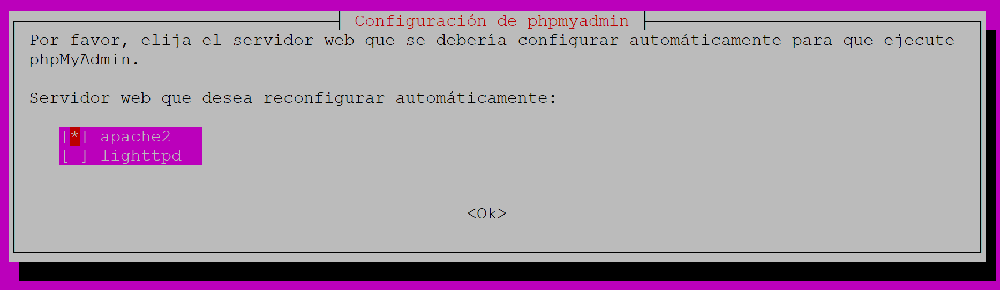 Configuración de phpmyadmin
Por favor, elija el servidor web que se debería configurar automáticamente para que ejecute
phpMyAdmin.
Servidor web que desea reconfigurar automáticamente:
[*] apache2
[ ] lighttpd
<Ok>